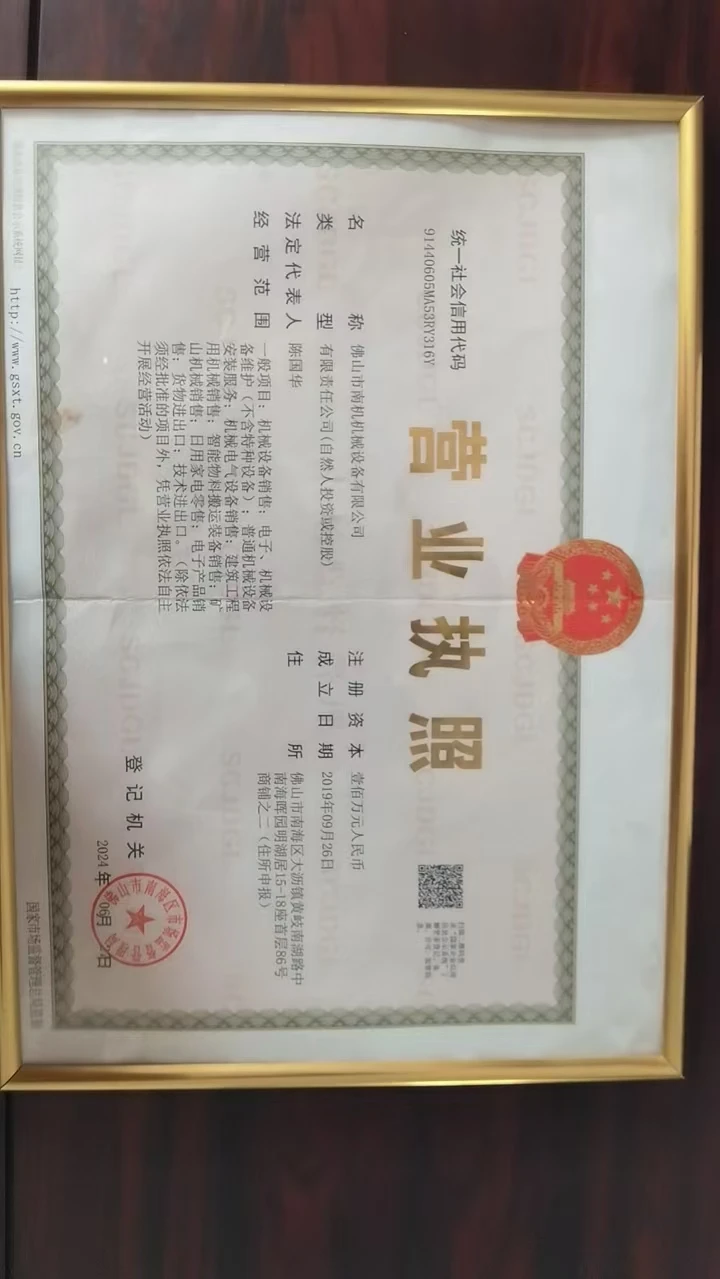 营业执照
统一社会信用代码
91440605MA53RY316Y
名称 佛山市南机机械设备有限公司
类型 有限责任公司(自然人投资或控股)
法定代表人 陈国华
经营范围 一般项目：机械设备销售；电子、机械设
备维护（不含特种设备）；普通机械设备
安装服务；机械电气设备销售；建筑工程
用机械销售；智能物料搬运装备销售；矿
山机械销售；日用家电零售；电子产品销
售；货物进出口；技术进出口。（除依法
须经批准的项目外，凭营业执照依法自主
开展经营活动）
注册资本 壹佰万元人民币
成立日期 2019年09月26日
住所 佛山市南海区大沥镇黄岐南湖路中
南海晖园明湖居15-18座首层86号
商铺之二（住所申报）
登记机关
2024年06月 日
http://www.gsxt.gov.cn
国家市场监督管理总局监制